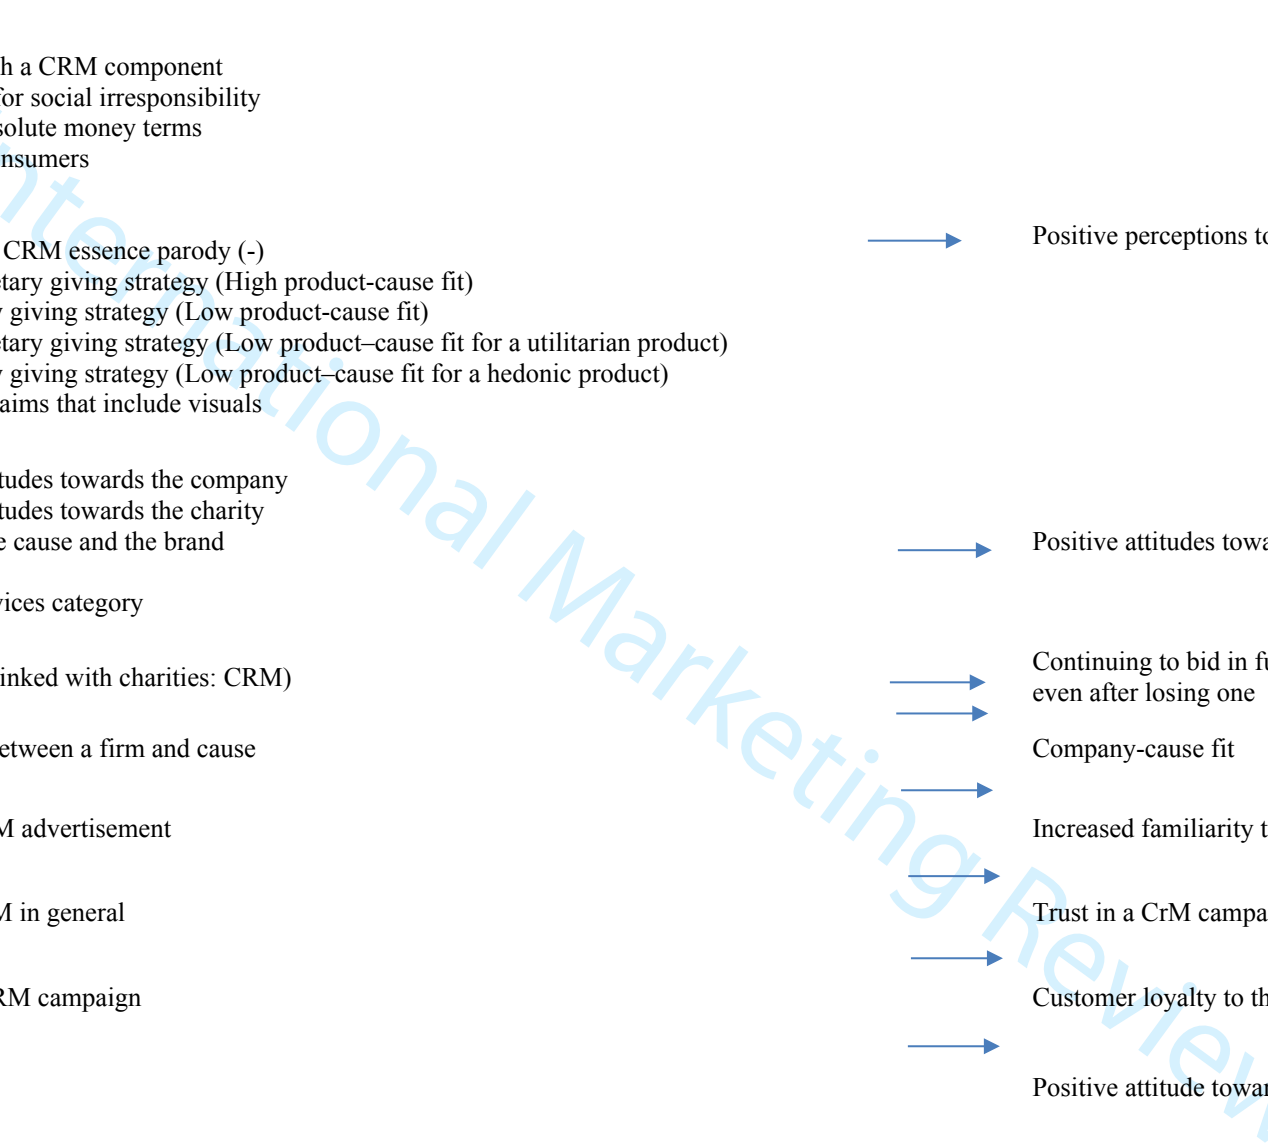 h a CRM component
for social irresponsibility
solute money terms
nsumers
Positive perceptions to
CRM essence parody (-)
etary giving strategy (High product-cause fit)
y giving strategy (Low product-cause fit)
etary giving strategy (Low product–cause fit for a utilitarian product)
y giving strategy (Low product–cause fit for a hedonic product)
aims that include visuals
tudes towards the company
tudes towards the charity
e cause and the brand
Positive attitudes towa
vices category
inked with charities: CRM)
Continuing to bid in fu
even after losing one
etween a firm and cause
Company-cause fit
M advertisement
Increased familiarity t
M in general
Trust in a CrM campa
RM campaign
Customer loyalty to th
Positive attitude towar
nternational Marketing Review